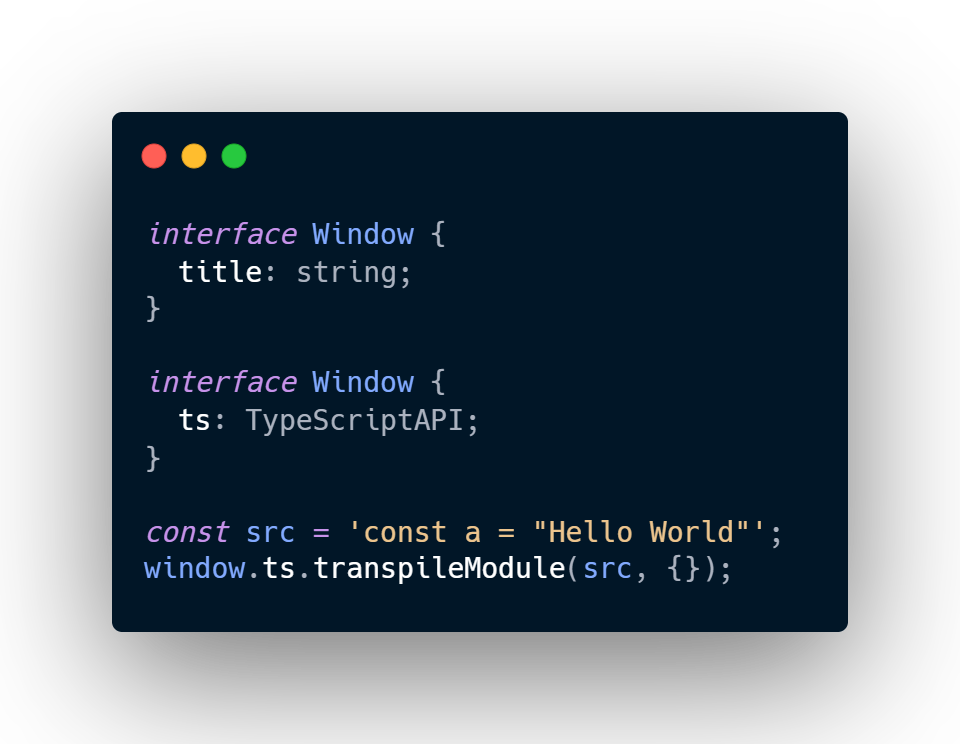 interface Window {
  title: string;
}

interface Window {
  ts: TypeScriptAPI;
}

const src = 'const a = "Hello World"';
window.ts.transpileModule(src, {});